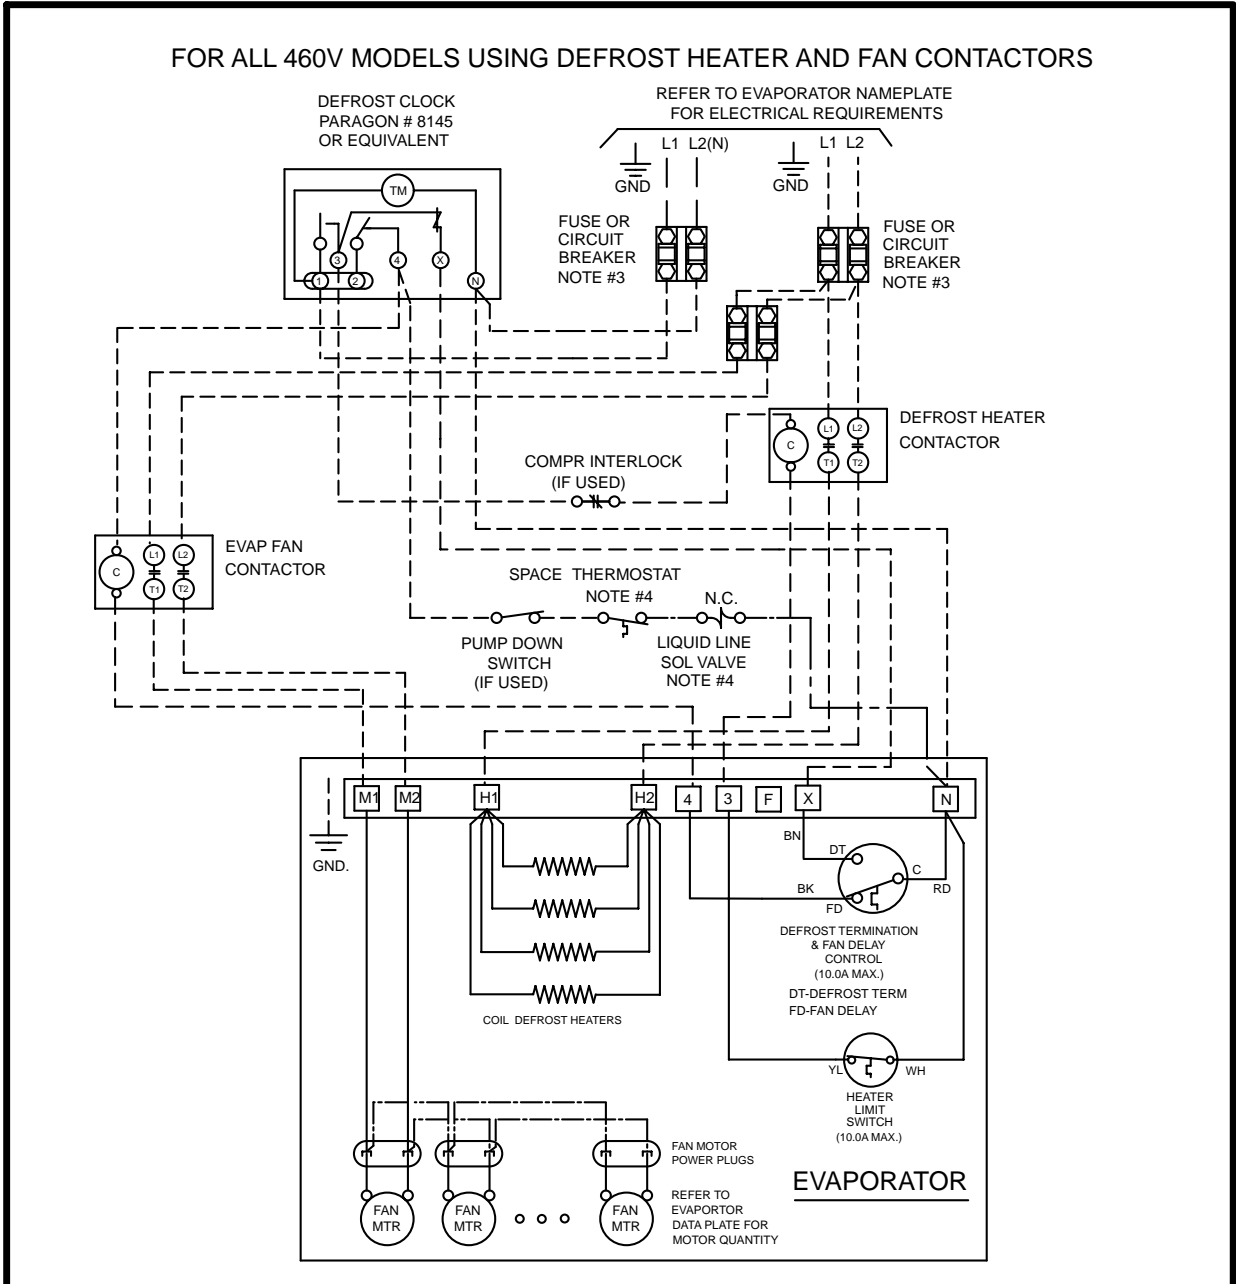 FOR ALL 460V MODELS USING DEFROST HEATER AND FAN CONTACTORS
DEFROST CLOCK
PARAGON # 8145
OR EQUIVALENT
REFER TO EVAPORATOR NAMEPLATE
FOR ELECTRICAL REQUIREMENTS
L1 L2(N)
GND
L1 L2
GND
TM
3
4
X
1
2
N
FUSE OR
CIRCUIT
BREAKER
NOTE #3
FUSE OR
CIRCUIT
BREAKER
NOTE #3
DEFROST HEATER
CONTACTOR
C
L1
L2
T1
T2
COMPR INTERLOCK
(IF USED)
EVAP FAN
CONTACTOR
C
L1
L2
T1
T2
SPACE THERMOSTAT
NOTE #4
N.C.
PUMP DOWN
SWITCH
(IF USED)
LIQUID LINE
SOL VALVE
NOTE #4
M1
M2
H1
H2
4
3
F
X
N
GND.
BN
DT
C
RD
BK
FD
DEFROST TERMINATION
& FAN DELAY
CONTROL
(10.0A MAX.)
DT-DEFROST TERM
FD-FAN DELAY
COIL DEFROST HEATERS
YL
WH
HEATER
LIMIT
SWITCH
(10.0A MAX.)
FAN MOTOR
POWER PLUGS
EVAPORATOR
FAN
MTR
FAN
MTR
FAN
MTR
REFER TO
EVAPORTOR
DATA PLATE FOR
MOTOR QUANTITY